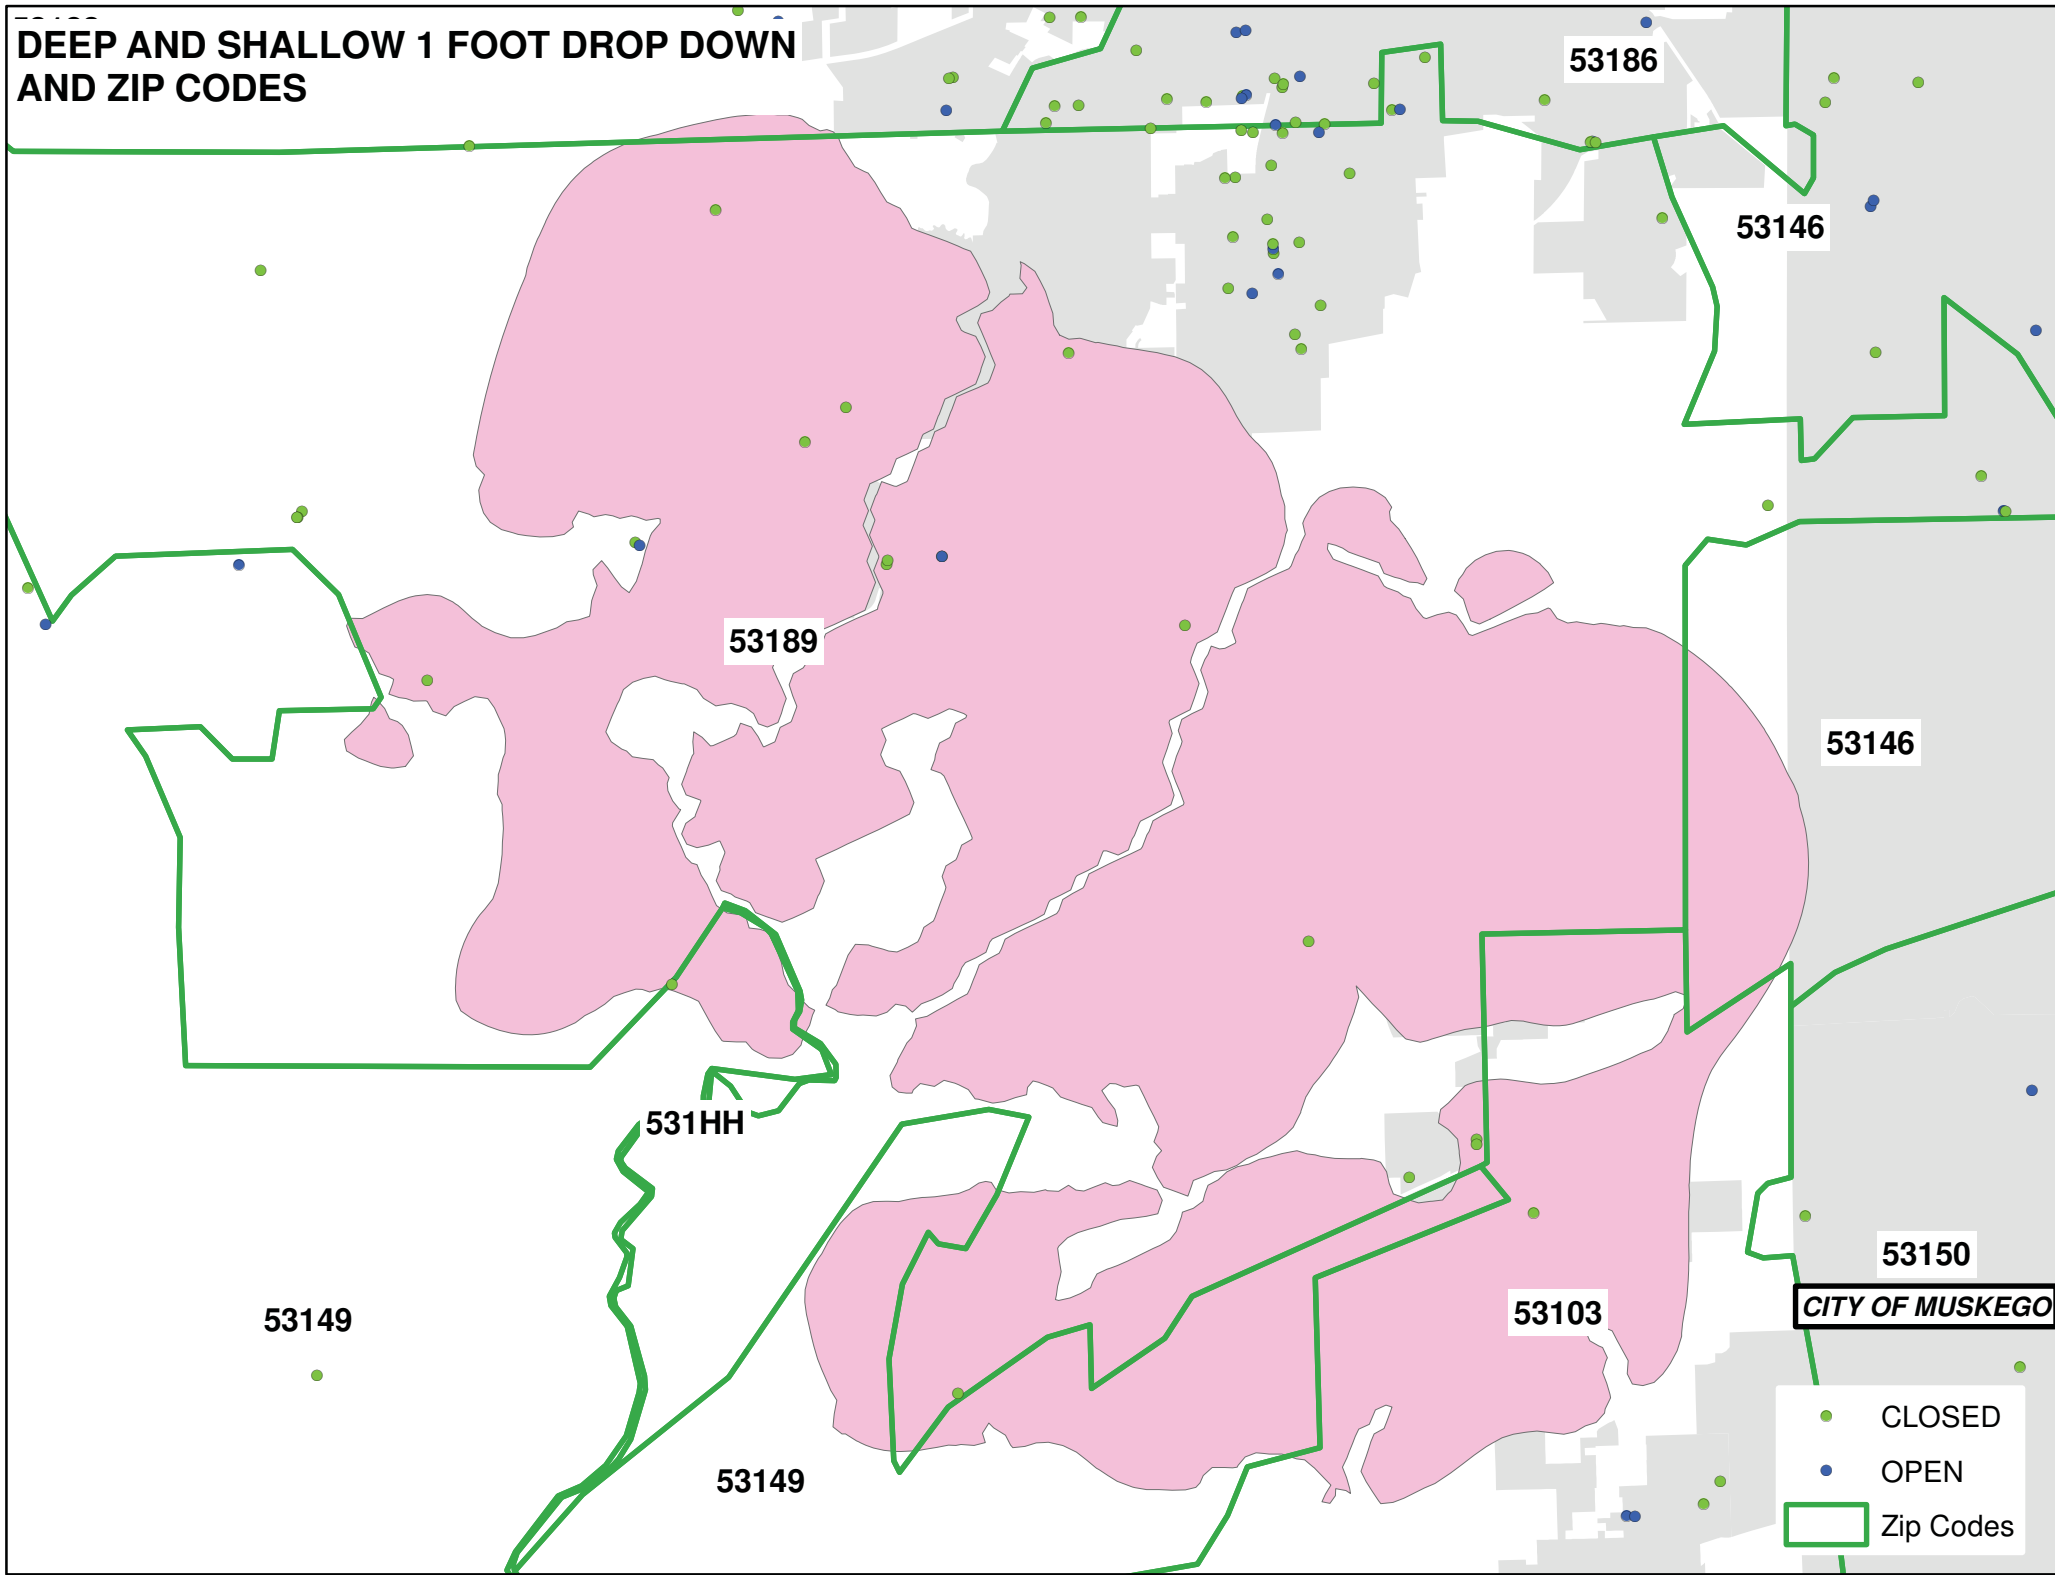 DEEP AND SHALLOW 1 FOOT DROP DOWN
AND ZIP CODES
53186
53146
53189
53146
531HH
53150
CITY OF MUSKEGO
53149
53103
53149
CLOSED
OPEN
Zip Codes